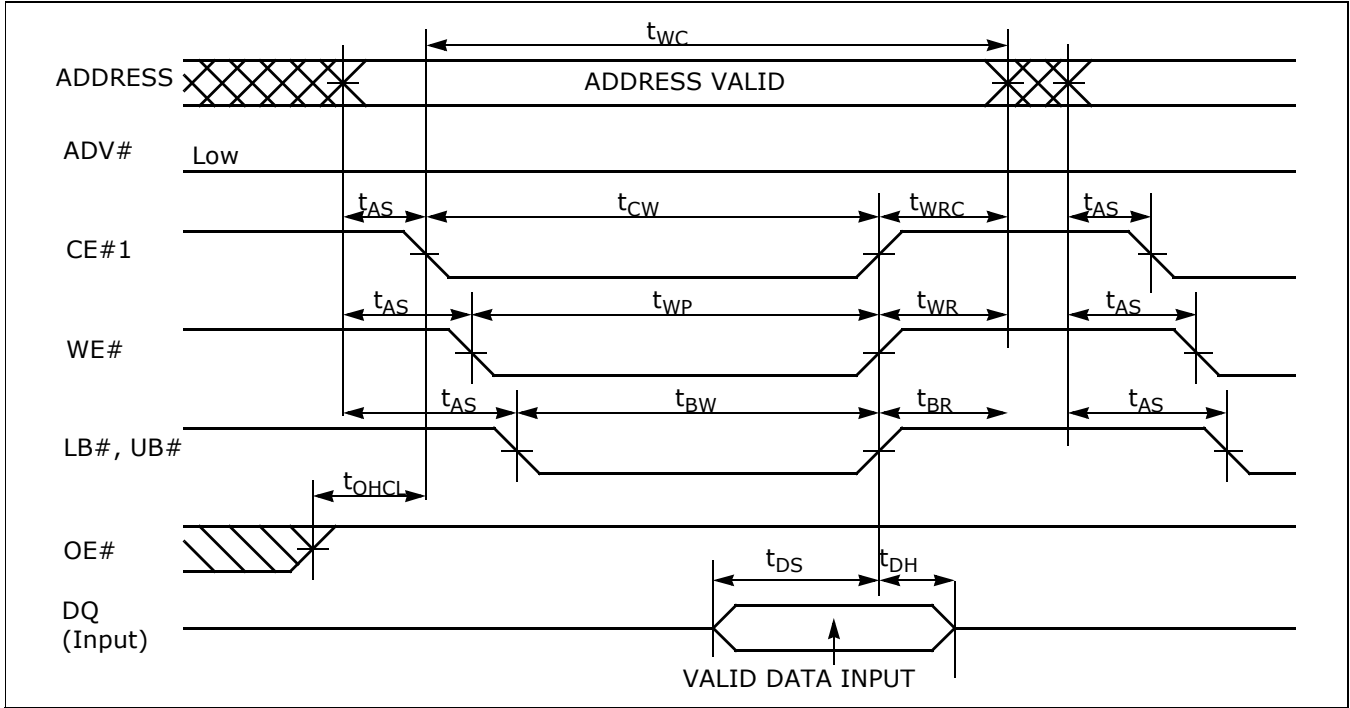 tWC
ADDRESS
ADDRESS VALID
ADV#
Low
tAS
tCW
tWRC
tAS
CE#1
tAS
tWP
tWR
tAS
WE#
tAS
tBW
tBR
tAS
LB#, UB#
tOHCL
OE#
tDS
tDH
DQ
(Input)
VALID DATA INPUT